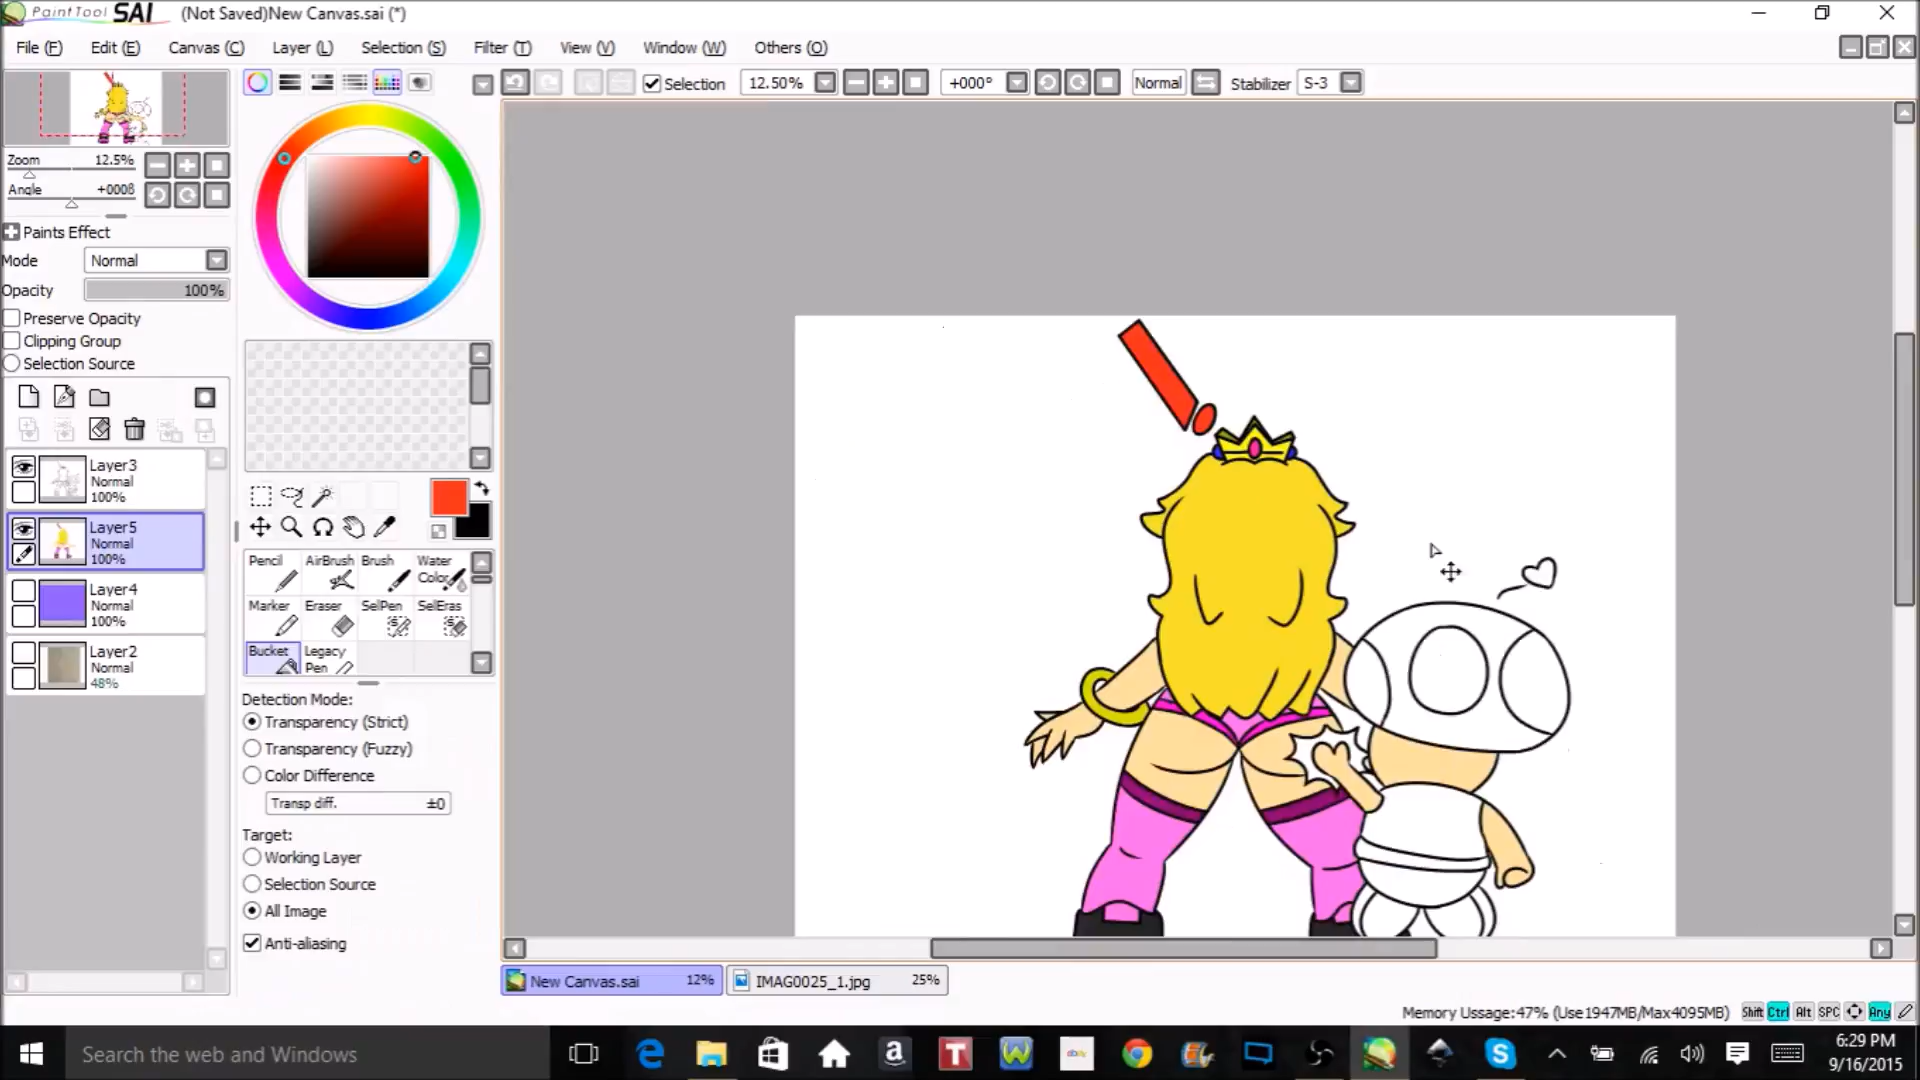 PaintTool SAI (Not Saved)New Canvas.sai (*)
File (F) Edit (E) Canvas (C) Layer (L) Selection (S) Filter (T) View (V) Window (W) Others (O)
Selection 12.50% +000° Normal Stabilizer S-3
Zoom 12.5%
Angle +000ß
Paints Effect
Mode Normal
Opacity 100%
Preserve Opacity
Clipping Group
Selection Source
Layer3
Normal
100%
Layer5
Normal
100%
Layer4
Normal
100%
Layer2
Normal
48%
Pencil AirBrush Brush Water Color
Marker Eraser SelPen SelEras
Bucket Legacy Pen
Detection Mode:
Transparency (Strict)
Transparency (Fuzzy)
Color Difference
Transp diff. ±0
Target:
Working Layer
Selection Source
All Image
Anti-aliasing
New Canvas.sai 12% IMAG0025_1.jpg 25%
Memory Ussage:47% (Use1947MB/Max4095MB) Shift Ctrl Alt SPC Any
Search the web and Windows
a
T
W
ebay
S
6:29 PM
9/16/2015